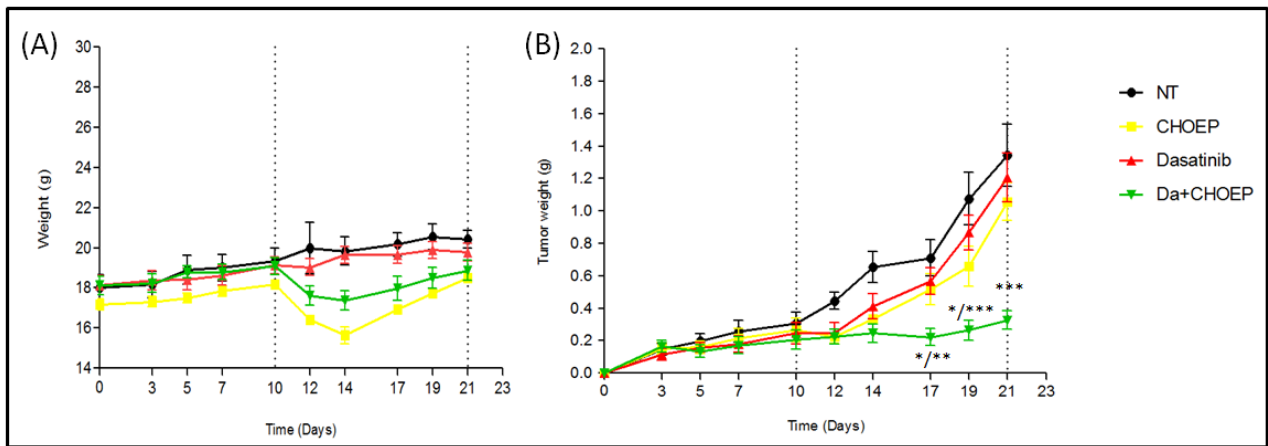 (A)
Weight (g)
30
28
26
24
22
20
18
16
14
0 3 5 7 10 12 14 17 19 21 23
Time (Days)
(B)
Tumor weight (g)
2.0
1.8
1.6
1.4
1.2
1.0
0.8
0.6
0.4
0.2
0.0
***
*/***
*/**
0 3 5 7 10 12 14 17 19 21 23
Time (Days)
NT
CHOEP
Dasatinib
Da+CHOEP